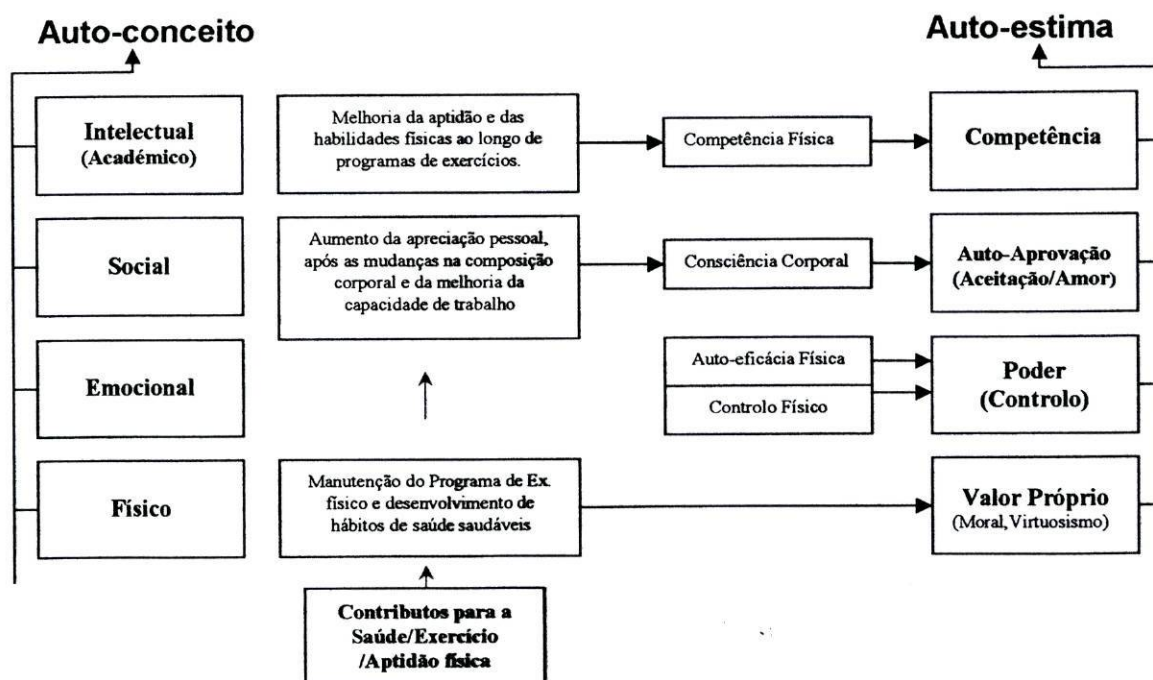 Auto-conceito
Auto-estima
Intelectual
(Académico)
Melhoria da aptidão e das
habilidades físicas ao longo de
programas de exercícios.
Competência Física
Competência
Social
Aumento da apreciação pessoal,
após as mudanças na composição
corporal e da melhoria da
capacidade de trabalho
Consciência Corporal
Auto-Aprovação
(Aceitação/Amor)
Emocional
Auto-eficácia Física
Controlo Físico
Poder
(Controlo)
Físico
Manutenção do Programa de Ex.
físico e desenvolvimento de
hábitos de saúde saudáveis
Valor Próprio
(Moral, Virtuosismo)
Contributos para a
Saúde/Exercício
/Aptidão física